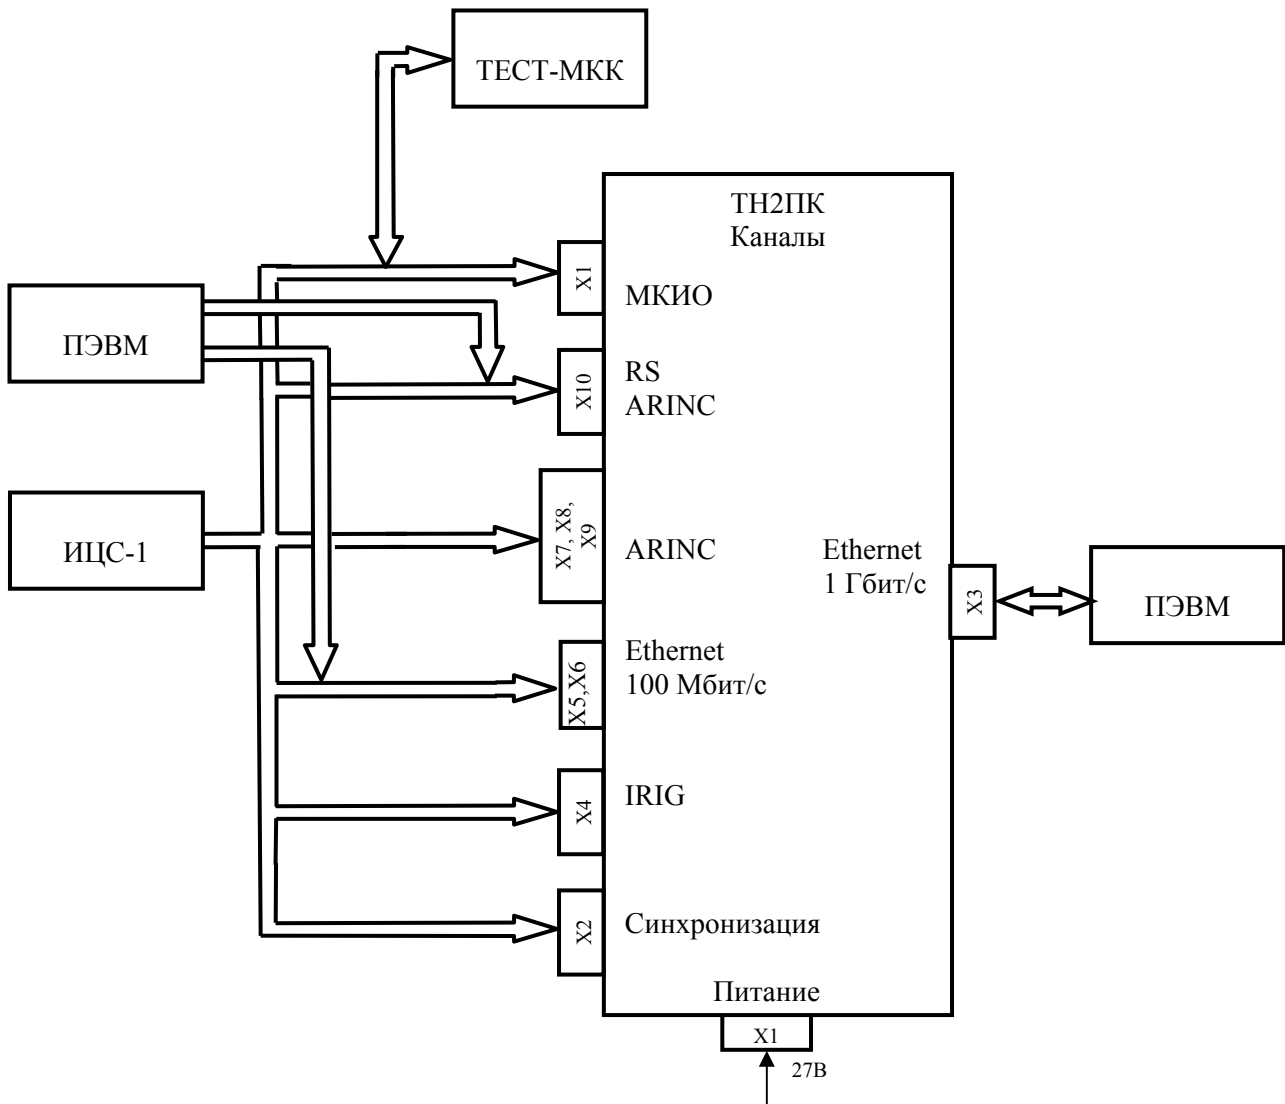 ТЕСТ-МКК
ТН2ПК
Каналы
X1
МКИО
ПЭВМ
X10
RS
ARINC
ИЦС-1
X7, X8,
X9
ARINC
Ethernet
1 Гбит/с
X3
ПЭВМ
X5,X6
Ethernet
100 Мбит/с
X4
IRIG
X2
Синхронизация
Питание
X1
27В